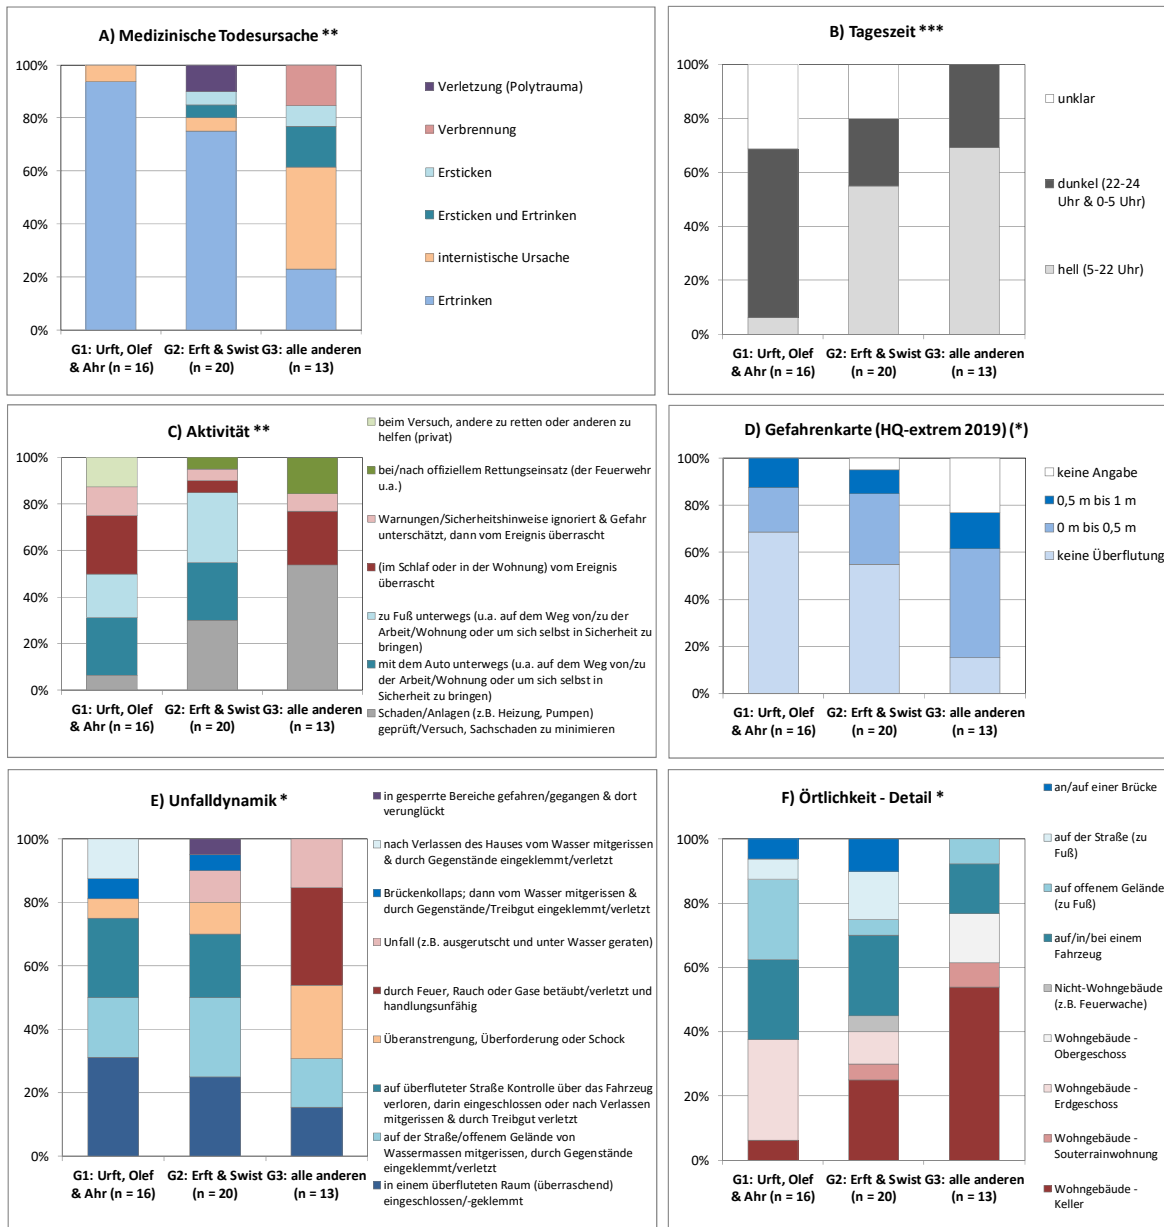 A) Medizinische Todesursache **
100%
80%
60%
40%
20%
0%
G1: Urft, Olef
& Ahr (n = 16)
G2: Erft & Swist
(n = 20)
G3: alle anderen
(n = 13)
Verletzung (Polytrauma)
Verbrennung
Ersticken
Ersticken und Ertrinken
internistische Ursache
Ertrinken
B) Tageszeit ***
100%
80%
60%
40%
20%
0%
G1: Urft, Olef
& Ahr (n = 16)
G2: Erft & Swist
(n = 20)
G3: alle anderen
(n = 13)
unklar
dunkel (22-24
Uhr & 0-5 Uhr)
hell (5-22 Uhr)
C) Aktivität **
100%
80%
60%
40%
20%
0%
G1: Urft, Olef
& Ahr (n = 16)
G2: Erft & Swist
(n = 20)
G3: alle anderen
(n = 13)
beim Versuch, andere zu retten oder anderen zu
helfen (privat)
bei/nach offiziellem Rettungseinsatz (der Feuerwehr
u.a.)
Warnungen/Sicherheitshinweise ignoriert & Gefahr
unterschätzt, dann vom Ereignis überrascht
(im Schlaf oder in der Wohnung) vom Ereignis
überrascht
zu Fuß unterwegs (u.a. auf dem Weg von/zu der
Arbeit/Wohnung oder um sich selbst in Sicherheit zu
bringen)
mit dem Auto unterwegs (u.a. auf dem Weg von/zu
der Arbeit/Wohnung oder um sich selbst in
Sicherheit zu bringen)
Schaden/Anlagen (z.B. Heizung, Pumpen)
geprüft/Versuch, Sachschaden zu minimieren
D) Gefahrenkarte (HQ-extrem 2019) (*)
100%
80%
60%
40%
20%
0%
G1: Urft, Olef
& Ahr (n = 16)
G2: Erft & Swist
(n = 20)
G3: alle anderen
(n = 13)
keine Angabe
0,5 m bis 1 m
0 m bis 0,5 m
keine Überflutung
E) Unfalldynamik *
100%
80%
60%
40%
20%
0%
G1: Urft, Olef
& Ahr (n = 16)
G2: Erft & Swist
(n = 20)
G3: alle anderen
(n = 13)
in gesperrte Bereiche gefahren/gegangen & dort
verunglückt
nach Verlassen des Hauses vom Wasser mitgerissen
& durch Gegenstände eingeklemmt/verletzt
Brückenkollaps; dann vom Wasser mitgerissen &
durch Gegenstände/Treibgut eingeklemmt/verletzt
Unfall (z.B. ausgerutscht und unter Wasser geraten)
durch Feuer, Rauch oder Gase betäubt/verletzt und
handlungsunfähig
Überanstrengung, Überforderung oder Schock
auf überfluteter Straße Kontrolle über das Fahrzeug
verloren, darin eingeschlossen oder nach Verlassen
mitgerissen & durch Treibgut verletzt
auf der Straße/offenem Gelände von
Wassermassen mitgerissen, durch Gegenstände
eingeklemmt/verletzt
in einem überfluteten Raum (überraschend)
eingeschlossen/-geklemmt
F) Örtlichkeit - Detail *
100%
80%
60%
40%
20%
0%
G1: Urft, Olef
& Ahr (n = 16)
G2: Erft & Swist
(n = 20)
G3: alle anderen
(n = 13)
an/auf einer Brücke
auf der Straße (zu
Fuß)
auf offenem Gelände
(zu Fuß)
auf/in/bei einem
Fahrzeug
Nicht-Wohngebäude
(z.B. Feuerwache)
Wohngebäude -
Obergeschoss
Wohngebäude -
Erdgeschoss
Wohngebäude -
Souterrainwohnung
Wohngebäude -
Keller